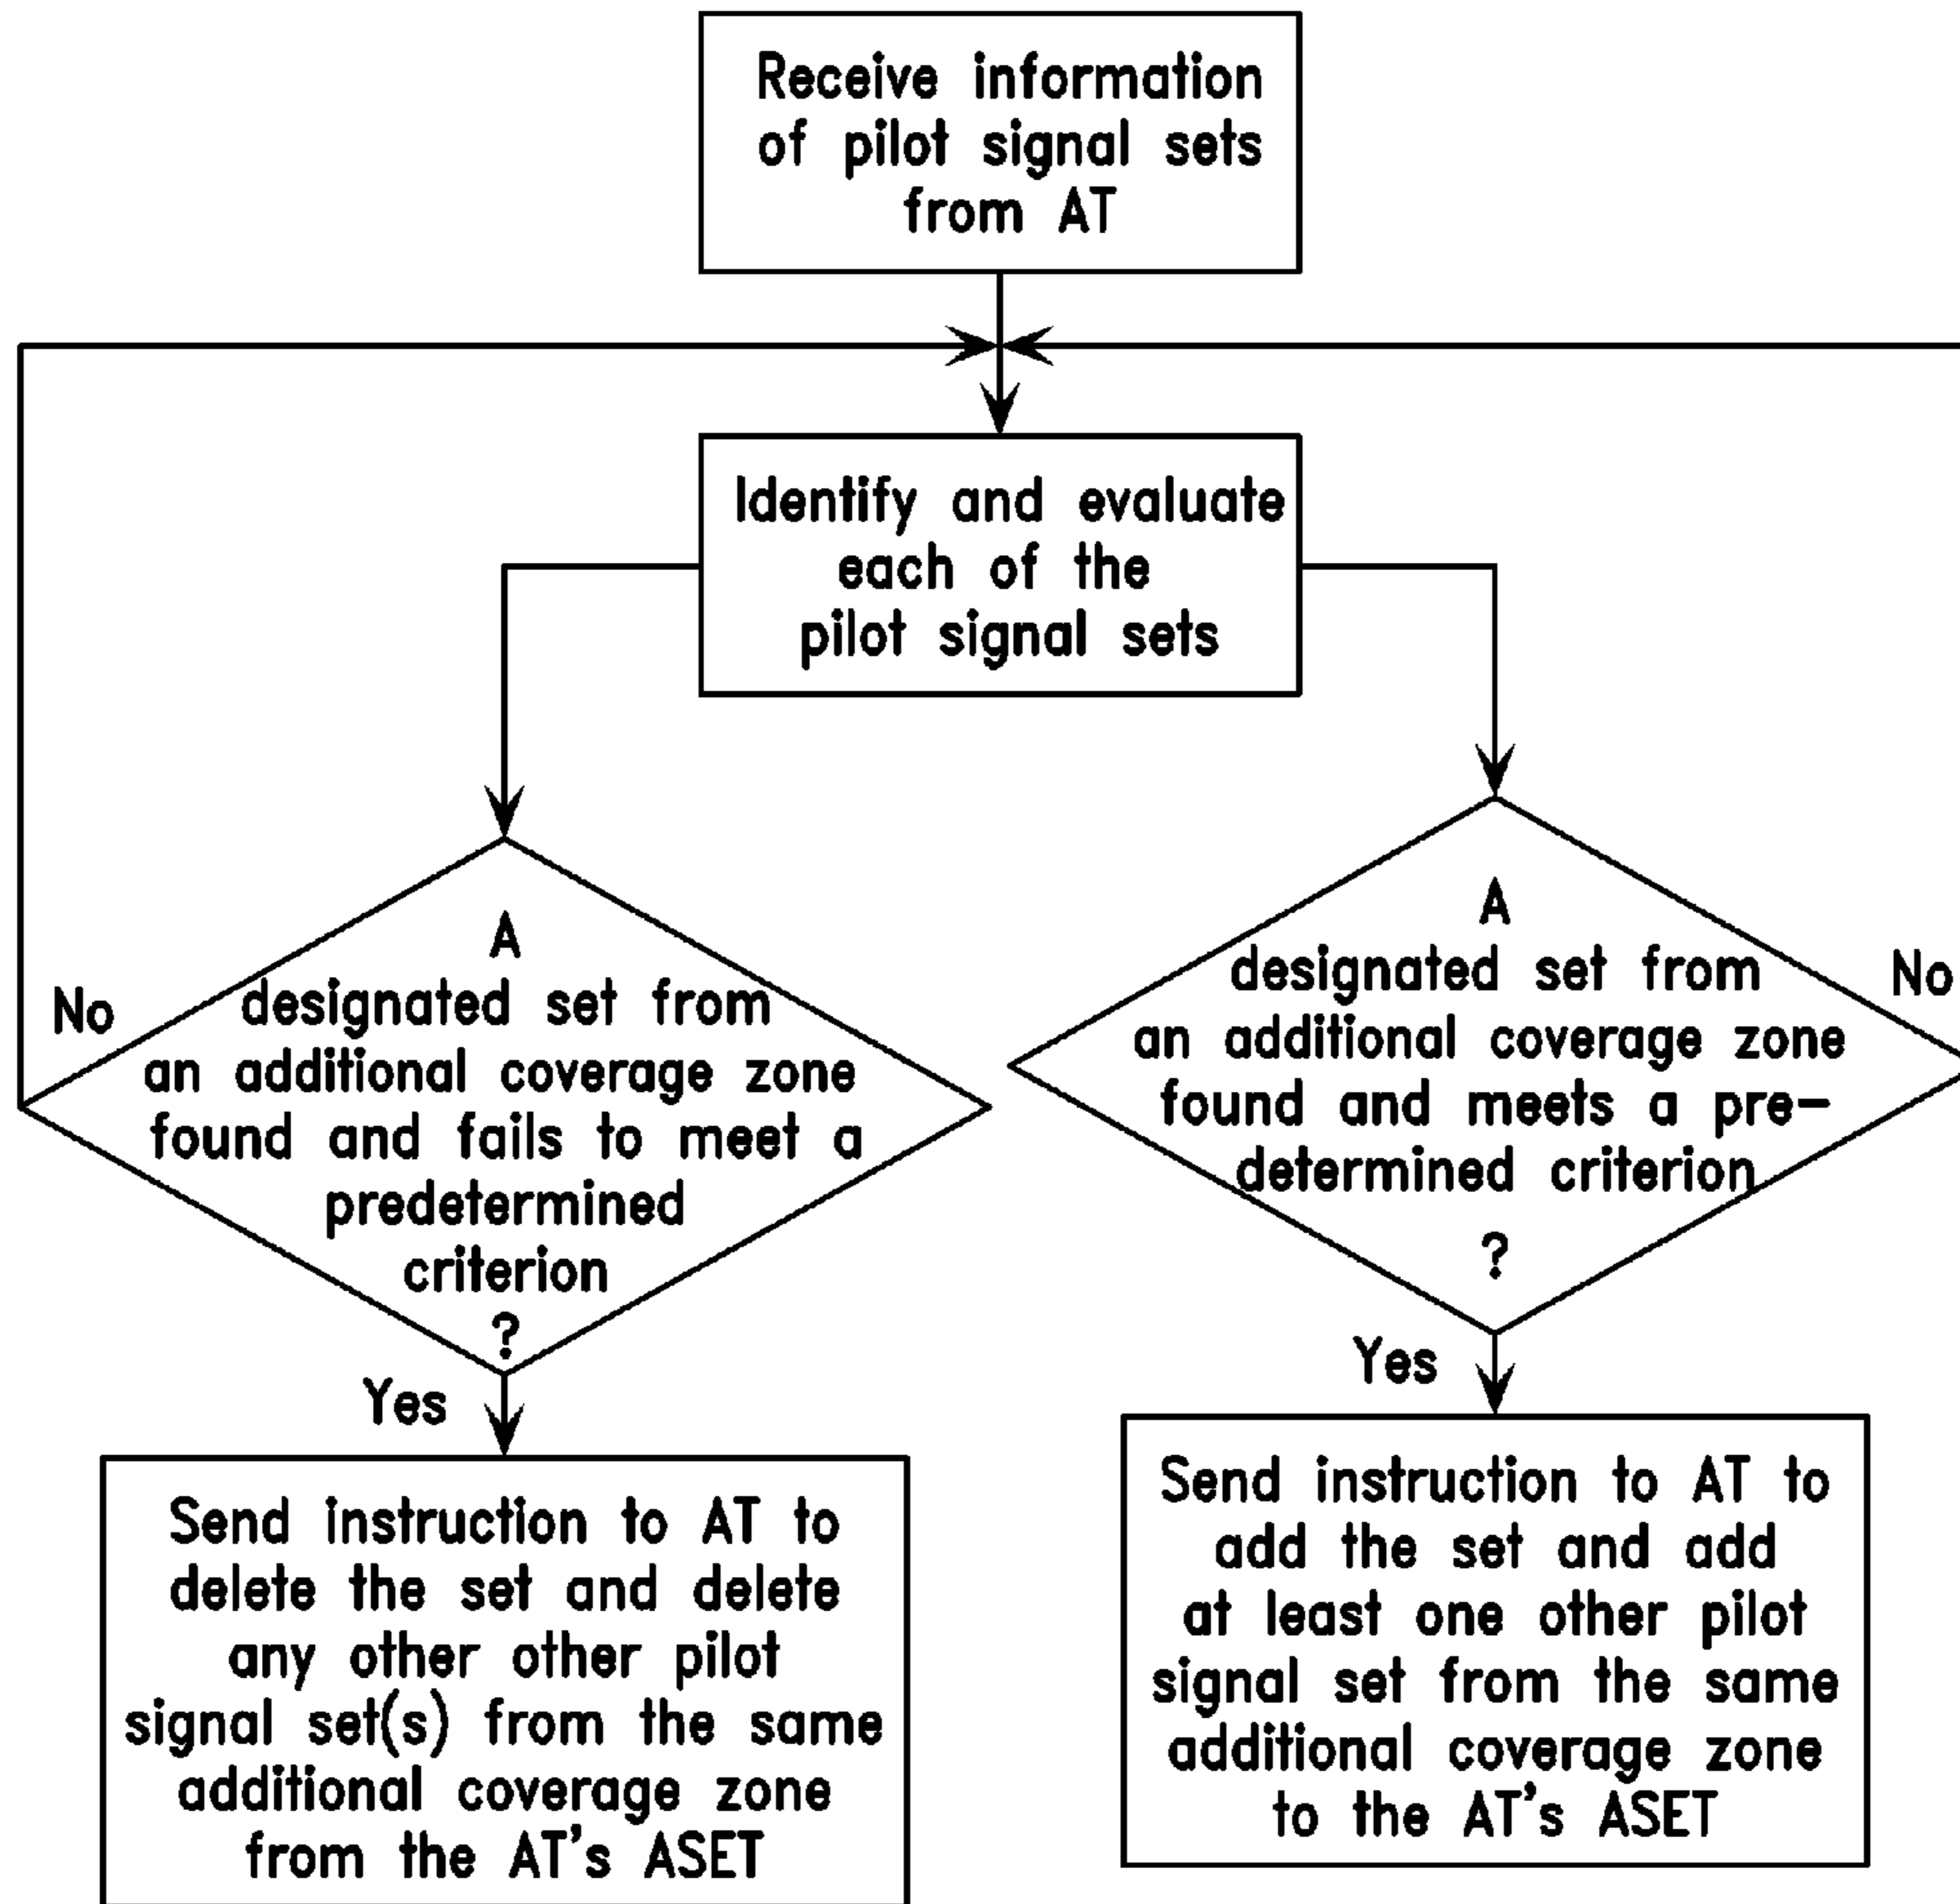 Receive information
of pilot signal sets
from AT
Identify and evaluate
each of the
pilot signal sets
A
designated set from
an additional coverage zone
found and fails to meet a
predetermined
criterion
?
No
Yes
Send instruction to AT to
delete the set and delete
any other other pilot
signal set(s) from the same
additional coverage zone
from the AT's ASET
A
designated set from
an additional coverage zone
found and meets a pre-
determined criterion
?
No
Yes
Send instruction to AT to
add the set and add
at least one other pilot
signal set from the same
additional coverage zone
to the AT's ASET